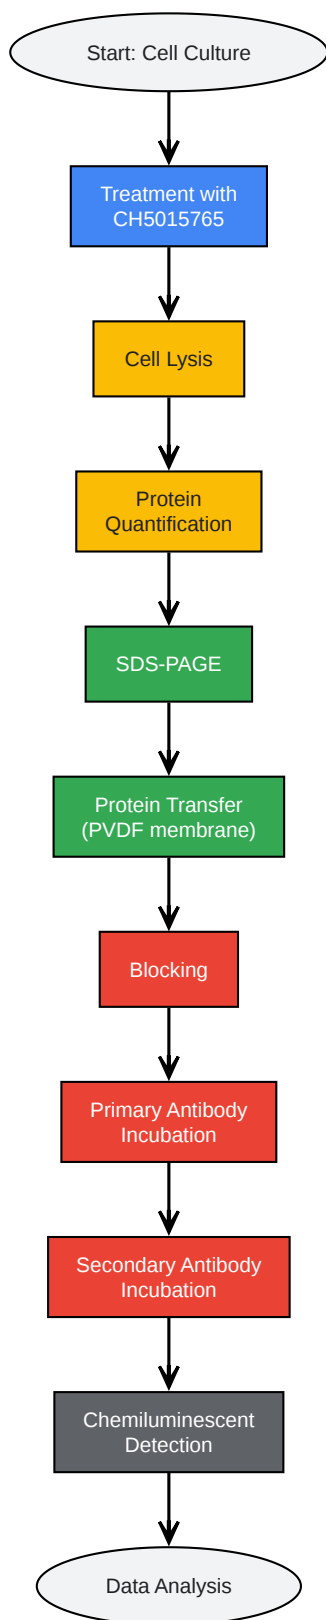 Start: Cell Culture
Treatment with
CH5015765
Cell Lysis
Protein
Quantification
SDS-PAGE
Protein Transfer
(PVDF membrane)
Blocking
Primary Antibody
Incubation
Secondary Antibody
Incubation
Chemiluminescent
Detection
Data Analysis